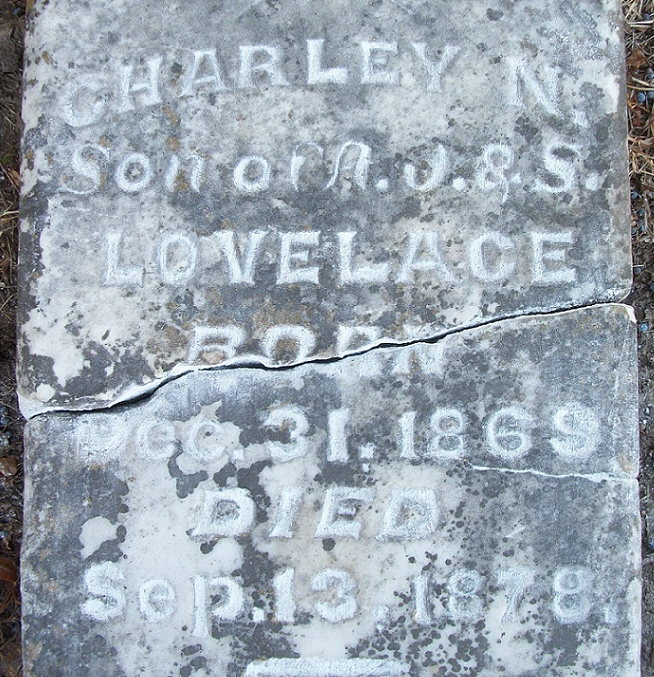 CHARLEY N.
Son of A. J. & S.
LOVELACE
BORN
Dec. 31, 1869
DIED
Sep. 13, 1878.